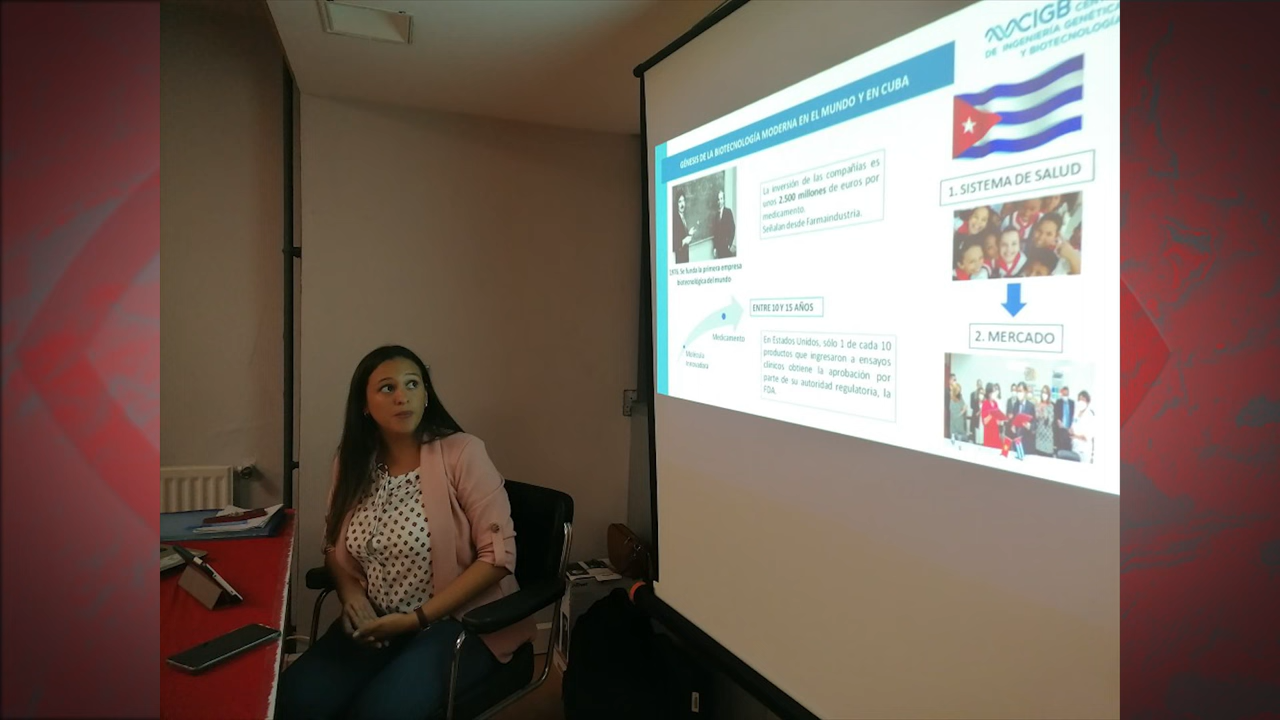 CIGB CEN
DE INGENIERÍA GENÉTICA
Y BIOTECNOLOGÍA
GÉNESIS DE LA BIOTECNOLOGÍA MODERNA EN EL MUNDO Y EN CUBA
La inversión de las compañías es
unos 2.500 millones de euros por
medicamento.
Señalan desde Farmaindustria.
1976: Se funda la primera empresa
biotecnológica del mundo
ENTRE 10 Y 15 AÑOS
Medicamento
Molécula
innovadora
En Estados Unidos, sólo 1 de cada 10
productos que ingresaron a ensayos
clínicos obtiene la aprobación por
parte de su autoridad regulatoria, la
FDA.
1. SISTEMA DE SALUD
2. MERCADO